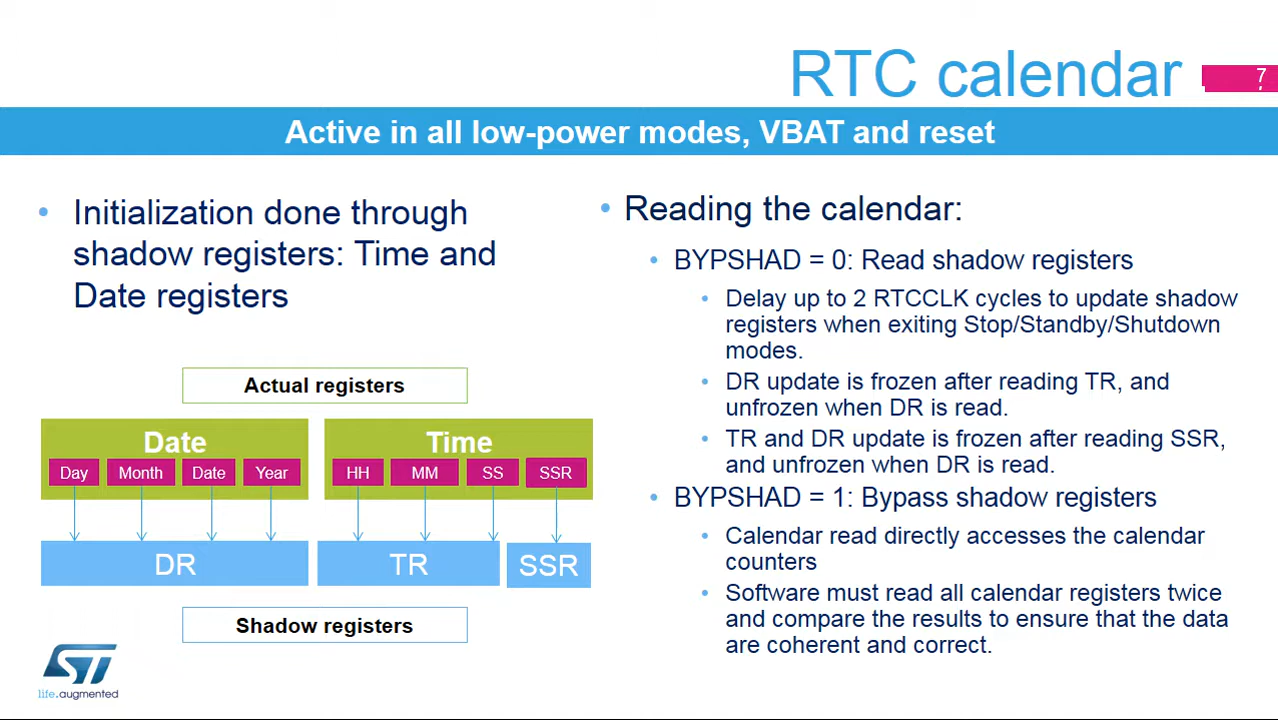 RTC calendar
7
Active in all low-power modes, VBAT and reset
• Initialization done through
shadow registers: Time and
Date registers
Actual registers
Date
Day Month Date Year
Time
HH MM SS SSR
DR TR SSR
Shadow registers
• Reading the calendar:
• BYPSHAD = 0: Read shadow registers
• Delay up to 2 RTCCLK cycles to update shadow
registers when exiting Stop/Standby/Shutdown
modes.
• DR update is frozen after reading TR, and
unfrozen when DR is read.
• TR and DR update is frozen after reading SSR,
and unfrozen when DR is read.
• BYPSHAD = 1: Bypass shadow registers
• Calendar read directly accesses the calendar
counters
• Software must read all calendar registers twice
and compare the results to ensure that the data
are coherent and correct.
ST
life.augmented